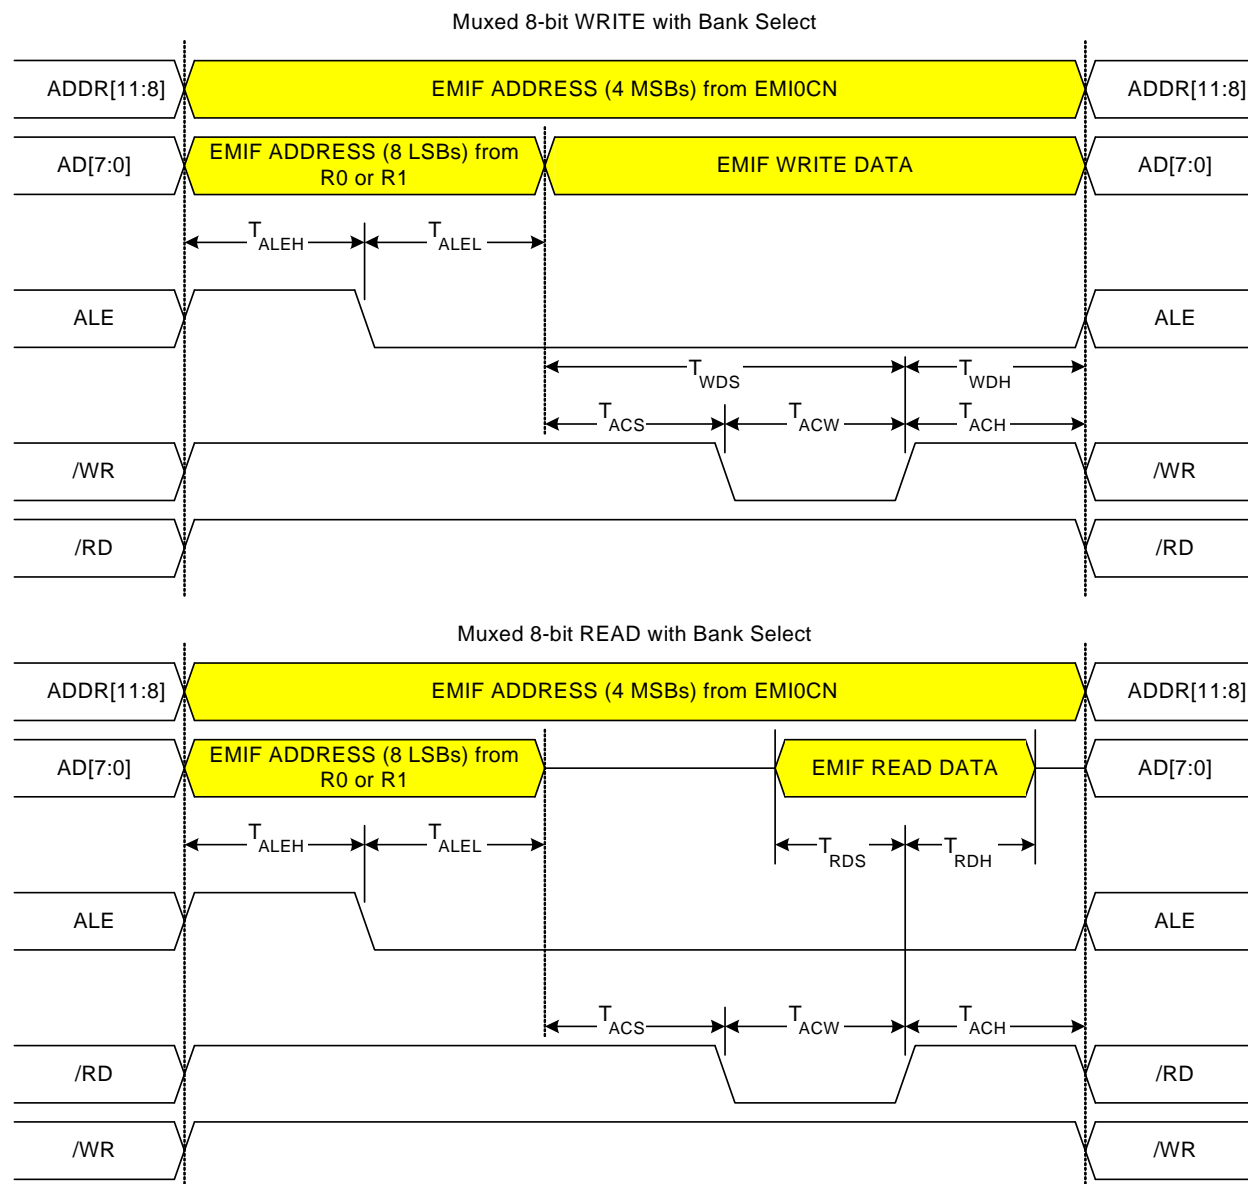 Muxed 8-bit WRITE with Bank Select
ADDR[11:8] EMIF ADDRESS (4 MSBs) from EMI0CN ADDR[11:8]
AD[7:0] EMIF ADDRESS (8 LSBs) from
R0 or R1 EMIF WRITE DATA AD[7:0]
TALEH TALEL
ALE ALE
TWDS TWDH
TACS TACW TACH
/WR /WR
/RD /RD
Muxed 8-bit READ with Bank Select
ADDR[11:8] EMIF ADDRESS (4 MSBs) from EMI0CN ADDR[11:8]
AD[7:0] EMIF ADDRESS (8 LSBs) from
R0 or R1 EMIF READ DATA AD[7:0]
TALEH TALEL TRDS TRDH
ALE ALE
TACS TACW TACH
/RD /RD
/WR /WR